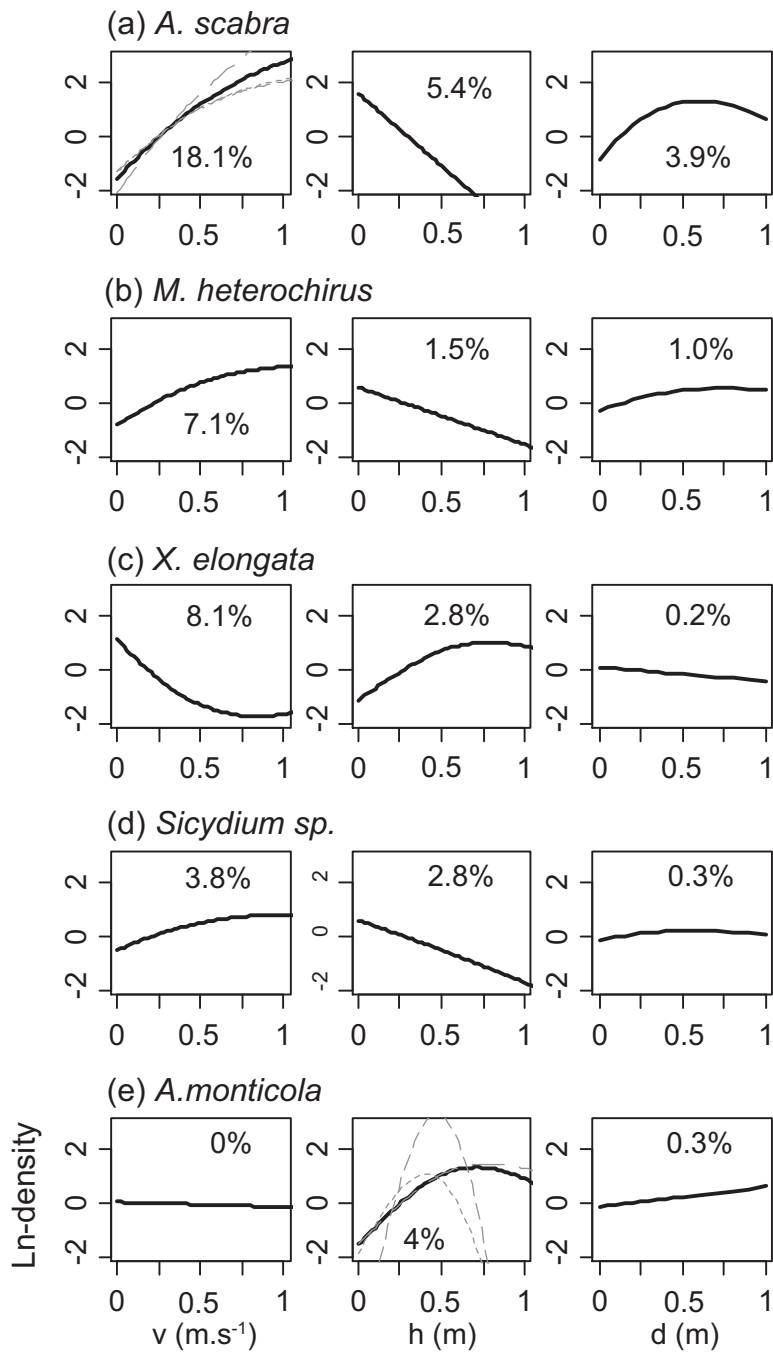 (a) A. scabra
2
0
-2
18.1%
5.4%
2
0
-2
3.9%
2
0
-2
0 0.5 1
0 0.5 1
0 0.5 1
(b) M. heterochirus
2
0
-2
7.1%
2
0
-2
1.5%
2
0
-2
1.0%
0 0.5 1
0 0.5 1
0 0.5 1
(c) X. elongata
2
0
-2
8.1%
2
0
-2
2.8%
2
0
-2
0.2%
0 0.5 1
0 0.5 1
0 0.5 1
(d) Sicydium sp.
2
0
-2
3.8%
2
0
-2
2.8%
2
0
-2
0.3%
0 0.5 1
0 0.5 1
0 0.5 1
(e) A.monticola
Ln-density
2
0
-2
0%
2
0
-2
4%
2
0
-2
0.3%
0 0.5 1
0 0.5 1
0 0.5 1
v (m.s⁻¹)
h (m)
d (m)